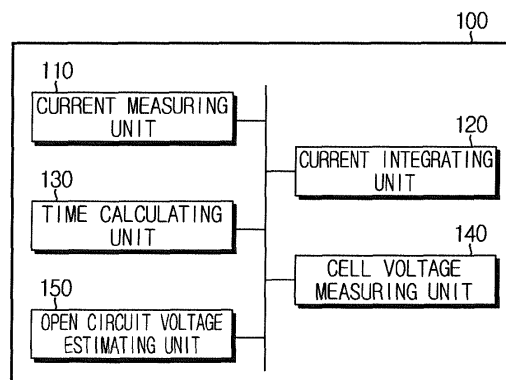 100
110
CURRENT MEASURING
UNIT
120
CURRENT INTEGRATING
UNIT
130
TIME CALCULATING
UNIT
140
CELL VOLTAGE
MEASURING UNIT
150
OPEN CIRCUIT VOLTAGE
ESTIMATING UNIT